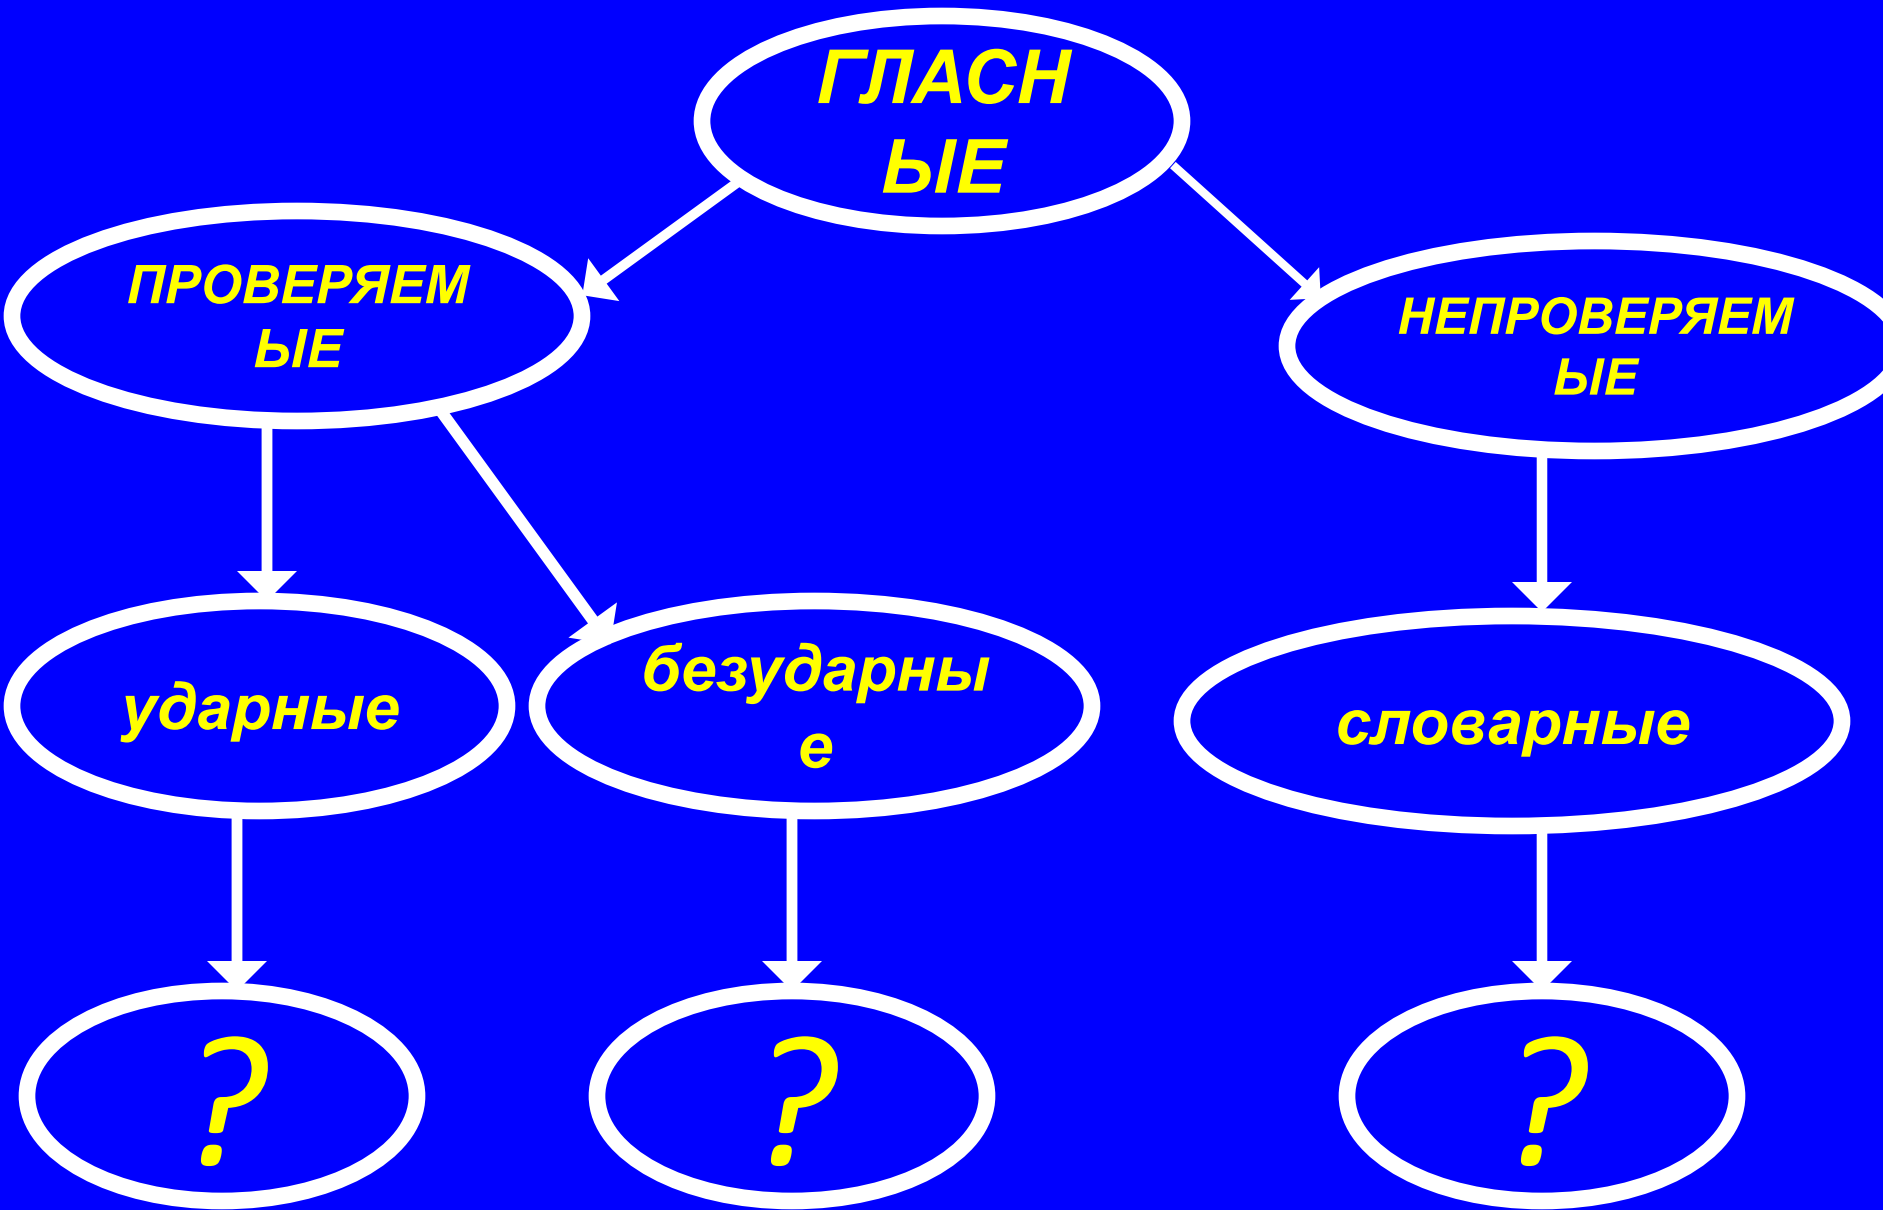 ГЛАСН
ЫЕ
ПРОВЕРЯЕМ
ЫЕ
НЕПРОВЕРЯЕМ
ЫЕ
ударные
безударны
е
словарные
?
?
?